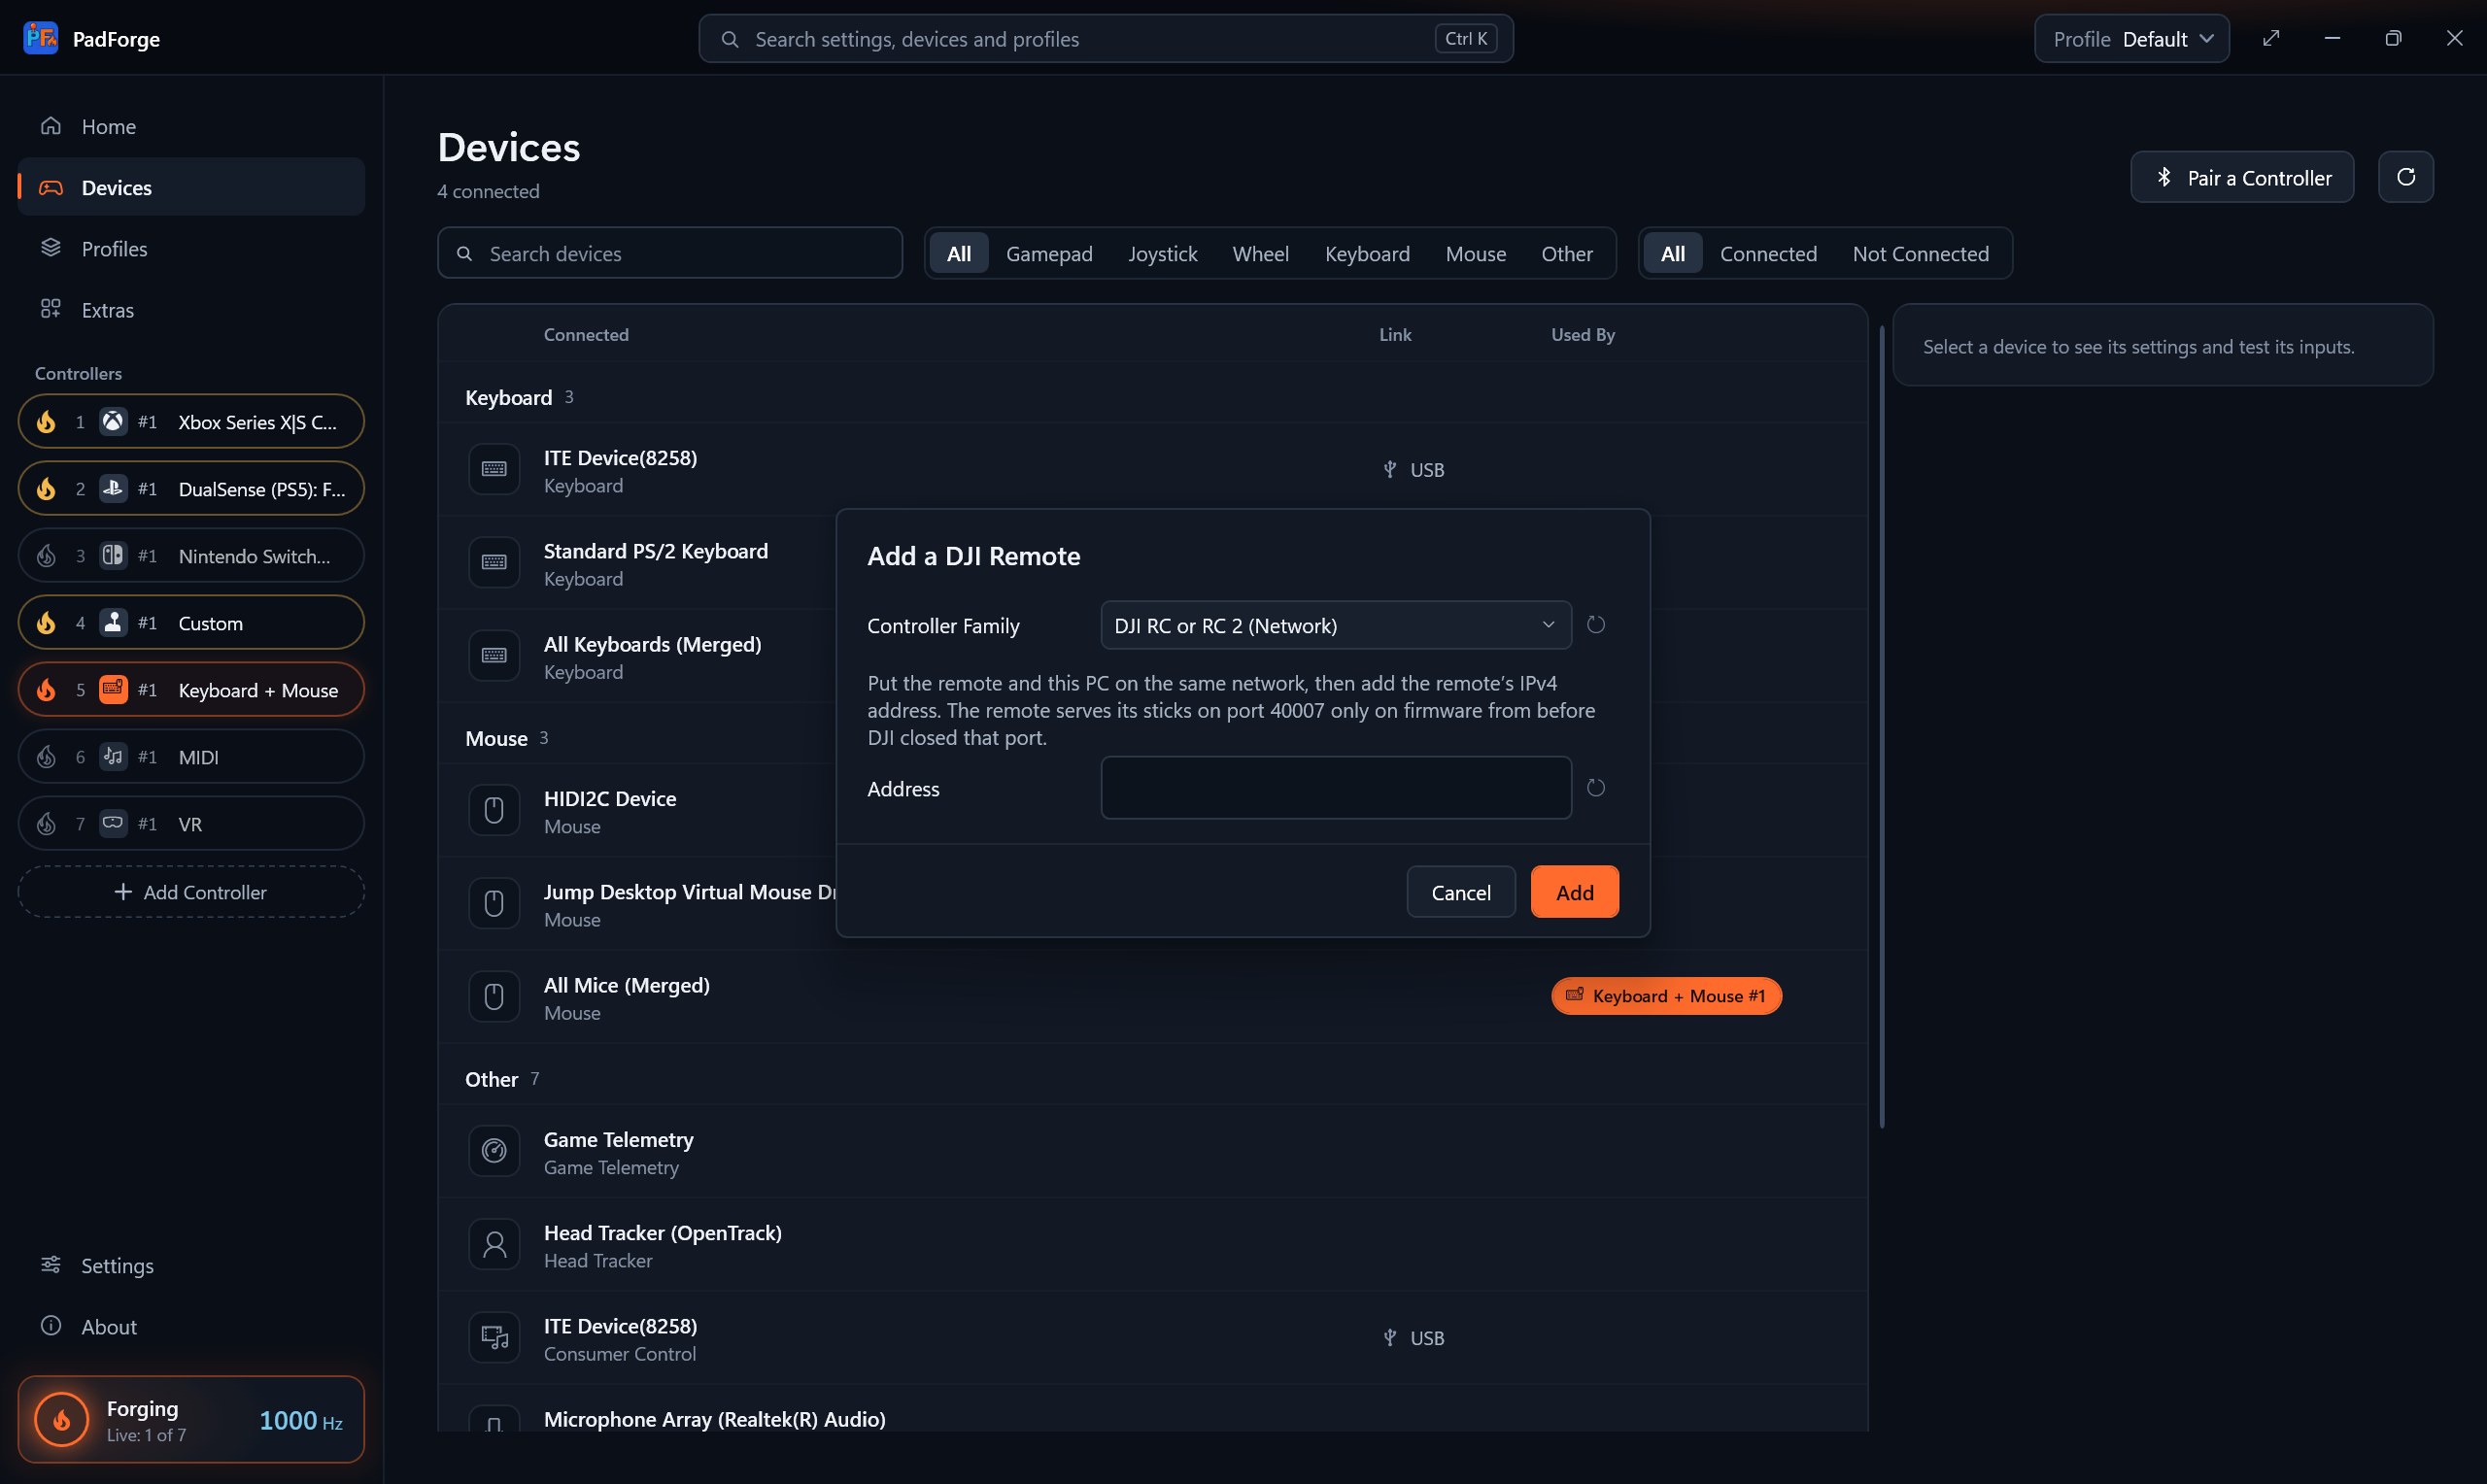 PadForge
Search settings, devices and profiles
Ctrl K
Profile Default
Home
Devices
Profiles
Extras
Controllers
1 #1 Xbox Series X|S C...
2 #1 DualSense (PS5): F...
3 #1 Nintendo Switch...
4 #1 Custom
5 #1 Keyboard + Mouse
6 #1 MIDI
7 #1 VR
Add Controller
Settings
About
Forging
Live: 1 of 7
1000 Hz
Devices
4 connected
Pair a Controller
Search devices
All Gamepad Joystick Wheel Keyboard Mouse Other
All Connected Not Connected
Connected Link Used By
Keyboard 3
ITE Device(8258)
Keyboard
USB
Standard PS/2 Keyboard
Keyboard
All Keyboards (Merged)
Keyboard
Mouse 3
HIDI2C Device
Mouse
Jump Desktop Virtual Mouse
Mouse
All Mice (Merged)
Mouse
Keyboard + Mouse #1
Other 7
Game Telemetry
Game Telemetry
Head Tracker (OpenTrack)
Head Tracker
ITE Device(8258)
Consumer Control
USB
Microphone Array (Realtek(R) Audio)
Select a device to see its settings and test its inputs.
Add a DJI Remote
Controller Family
DJI RC or RC 2 (Network)
Put the remote and this PC on the same network, then add the remote’s IPv4
address. The remote serves its sticks on port 40007 only on firmware from before
DJI closed that port.
Address
Cancel
Add